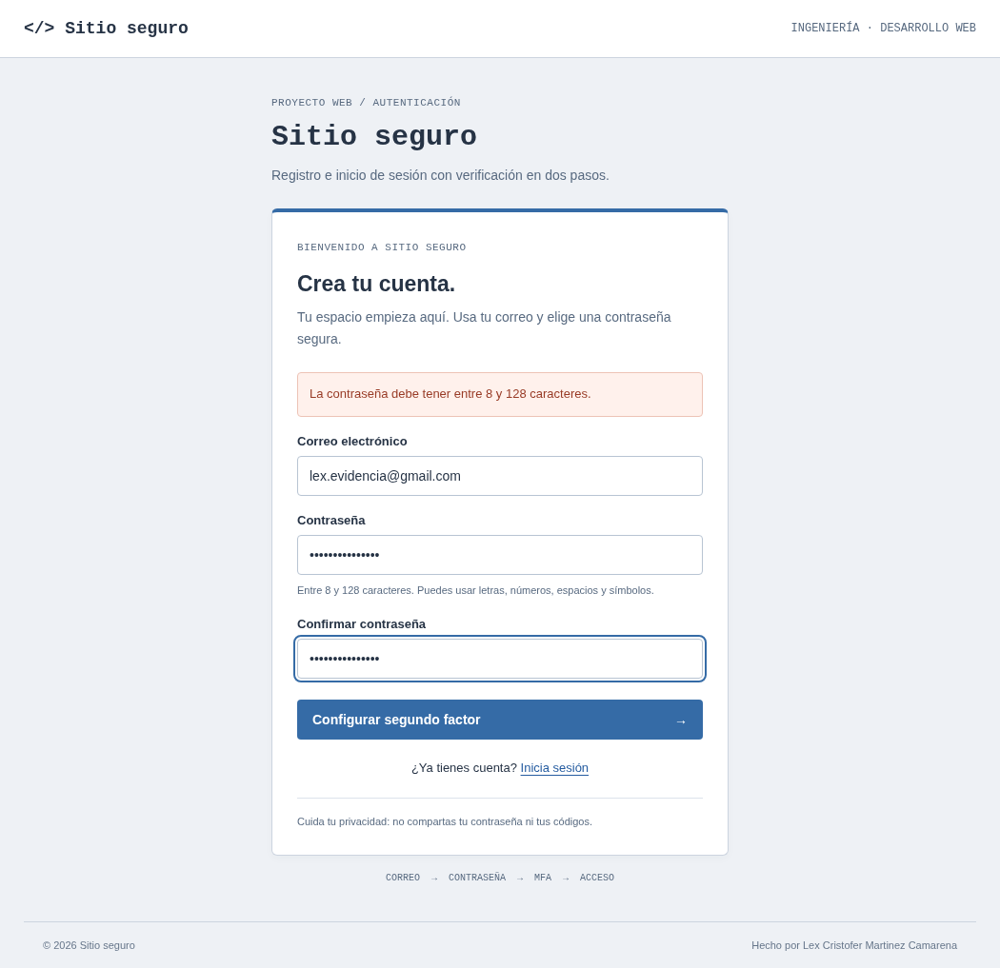 </> Sitio seguro
INGENIERÍA · DESARROLLO WEB
PROYECTO WEB / AUTENTICACIÓN
Sitio seguro
Registro e inicio de sesión con verificación en dos pasos.
BIENVENIDO A SITIO SEGURO
Crea tu cuenta.
Tu espacio empieza aquí. Usa tu correo y elige una contraseña
segura.
La contraseña debe tener entre 8 y 128 caracteres.
Correo electrónico
lex.evidencia@gmail.com
Contraseña
•••••••••••••••
Entre 8 y 128 caracteres. Puedes usar letras, números, espacios y símbolos.
Confirmar contraseña
•••••••••••••••
Configurar segundo factor →
¿Ya tienes cuenta? Inicia sesión
Cuida tu privacidad: no compartas tu contraseña ni tus códigos.
CORREO → CONTRASEÑA → MFA → ACCESO
© 2026 Sitio seguro
Hecho por Lex Cristofer Martinez Camarena